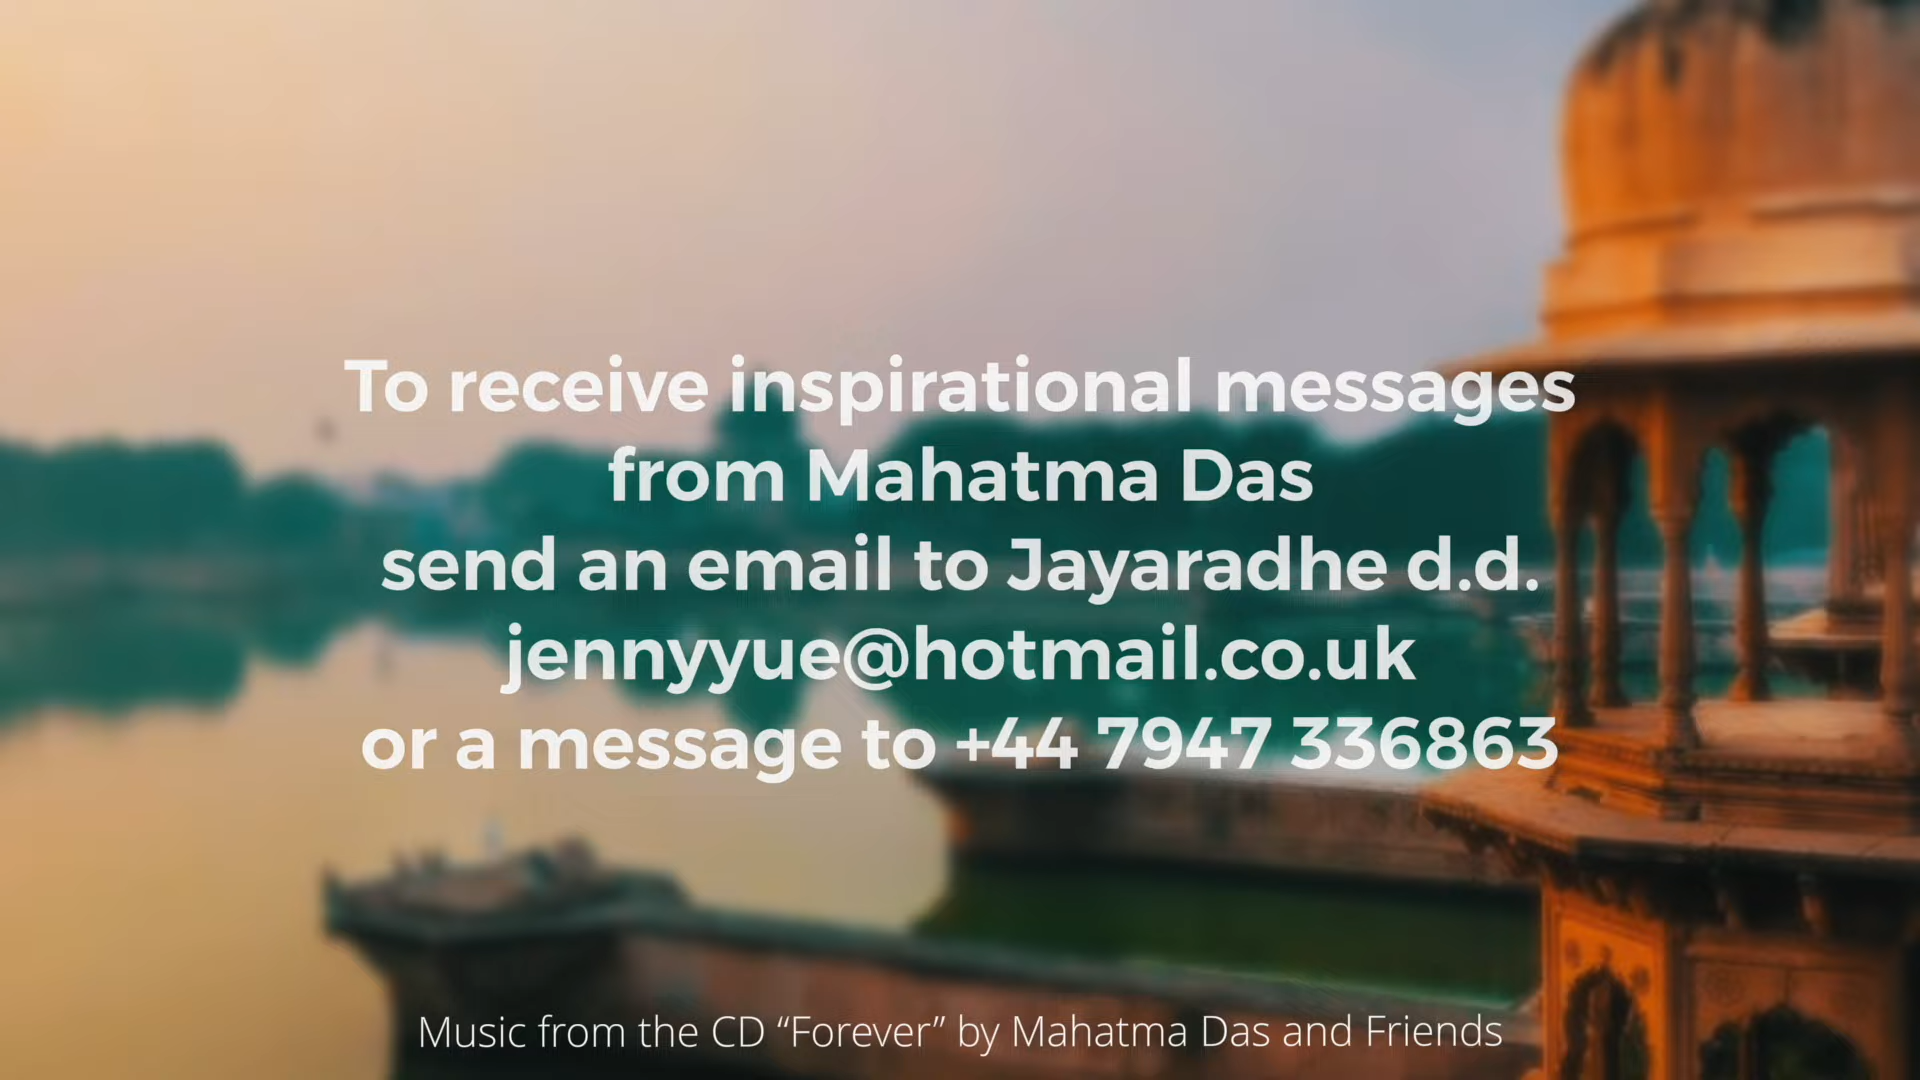 To receive inspirational messages
from Mahatma Das
send an email to Jayaradhe d.d.
jennyyue@hotmail.co.uk
or a message to +44 7947 336863
Music from the CD “Forever” by Mahatma Das and Friends